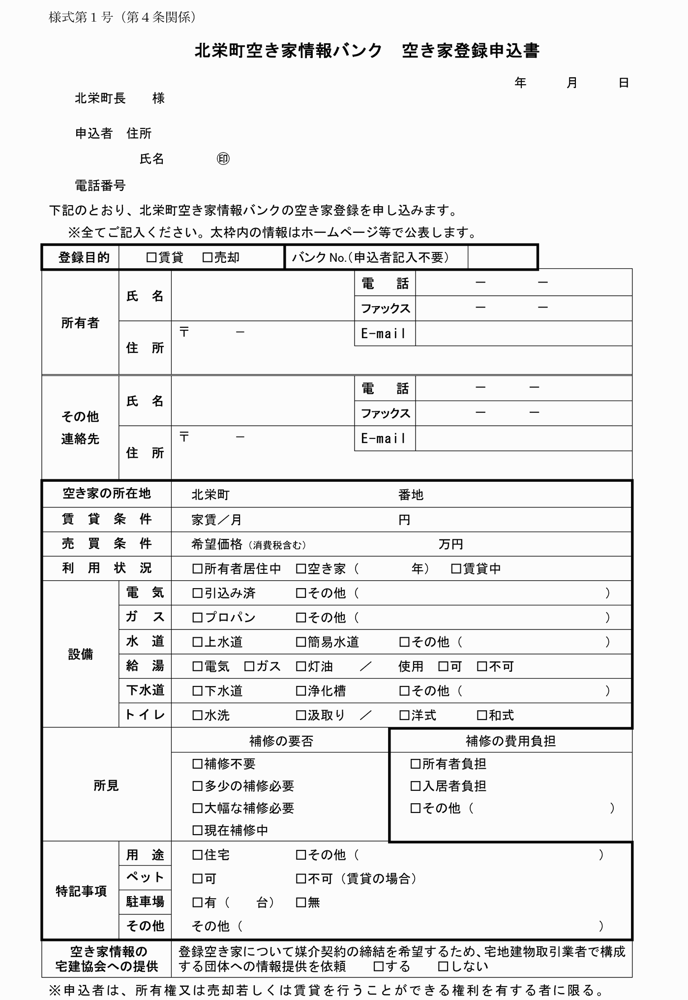 様式第１号（第４条関係）
北栄町空き家情報バンク　空き家登録申込書
年　　　月　　　日
北栄町長　　様
申込者　住所
氏名　　　　㊞
電話番号
下記のとおり、北栄町空き家情報バンクの空き家登録を申し込みます。
※全てご記入ください。太枠内の情報はホームページ等で公表します。
登録目的　□賃貸　□売却　バンク No.（申込者記入不要）
所有者
氏　名
電　話　－　－
ファックス　－　－
住　所　〒　－
E-mail
その他
連絡先
氏　名
電　話　－　－
ファックス　－　－
住　所　〒　－
E-mail
空き家の所在地　北栄町　番地
賃　貸　条　件　家賃／月　円
売　買　条　件　希望価格（消費税含む）　万円
利　用　状　況　□所有者居住中　□空き家（　　　年）　□賃貸中
設備
電　気　□引込み済　□その他（　　　）
ガ　ス　□プロパン　□その他（　　　）
水　道　□上水道　□簡易水道　□その他（　　　）
給　湯　□電気　□ガス　□灯油　／　使用　□可　□不可
下水道　□下水道　□浄化槽　□その他（　　　）
トイレ　□水洗　□汲取り　／　□洋式　□和式
所見
補修の要否　補修の費用負担
□補修不要　□所有者負担
□多少の補修必要　□入居者負担
□大幅な補修必要　□その他（　　　）
□現在補修中
特記事項
用　途　□住宅　□その他（　　　）
ペット　□可　□不可（賃貸の場合）
駐車場　□有（　　台）　□無
その他　その他（　　　）
空き家情報の
宅建協会への提供
登録空き家について媒介契約の締結を希望するため、宅地建物取引業者で構成
する団体への情報提供を依頼　□する　□しない
※申込者は、所有権又は売却若しくは賃貸を行うことができる権利を有する者に限る。